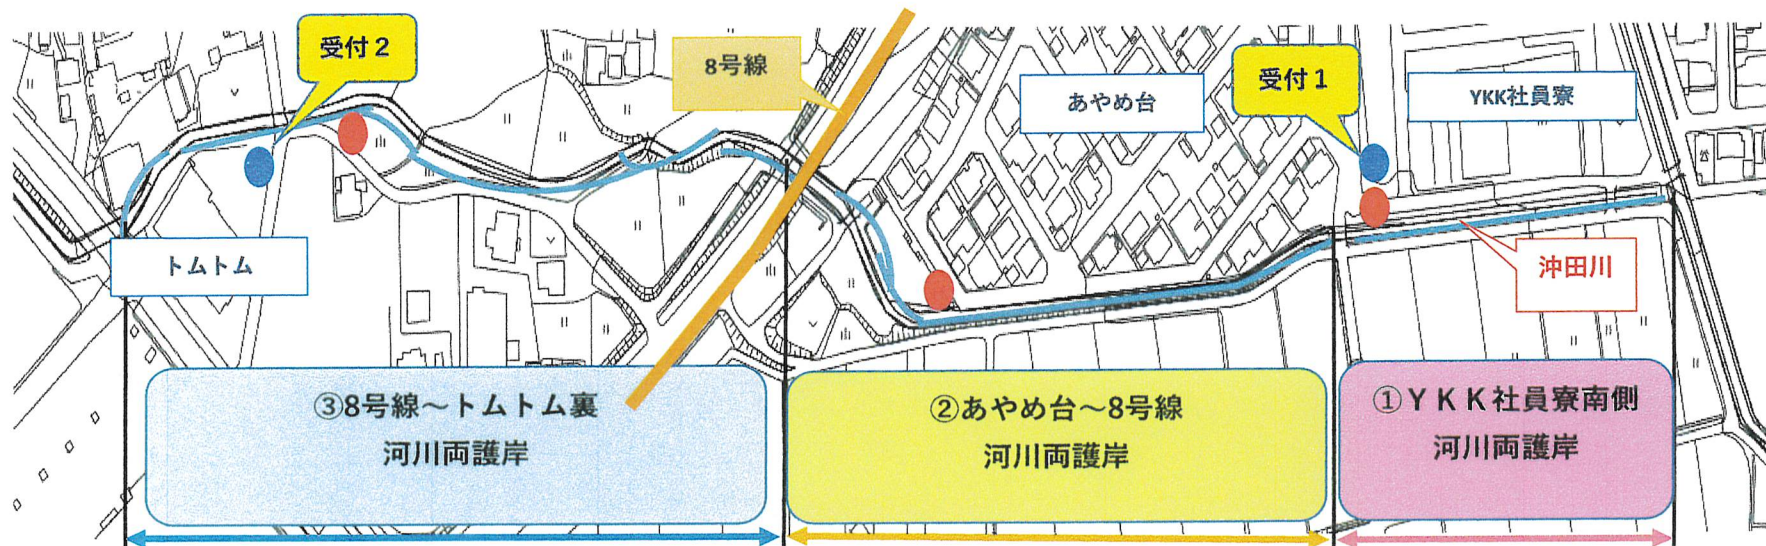 受付２
8号線
あやめ台
受付１
YKK社員寮
トムトム
沖田川
③8号線～トムトム裏
河川両護岸
②あやめ台～8号線
河川両護岸
①ＹＫＫ社員寮南側
河川両護岸